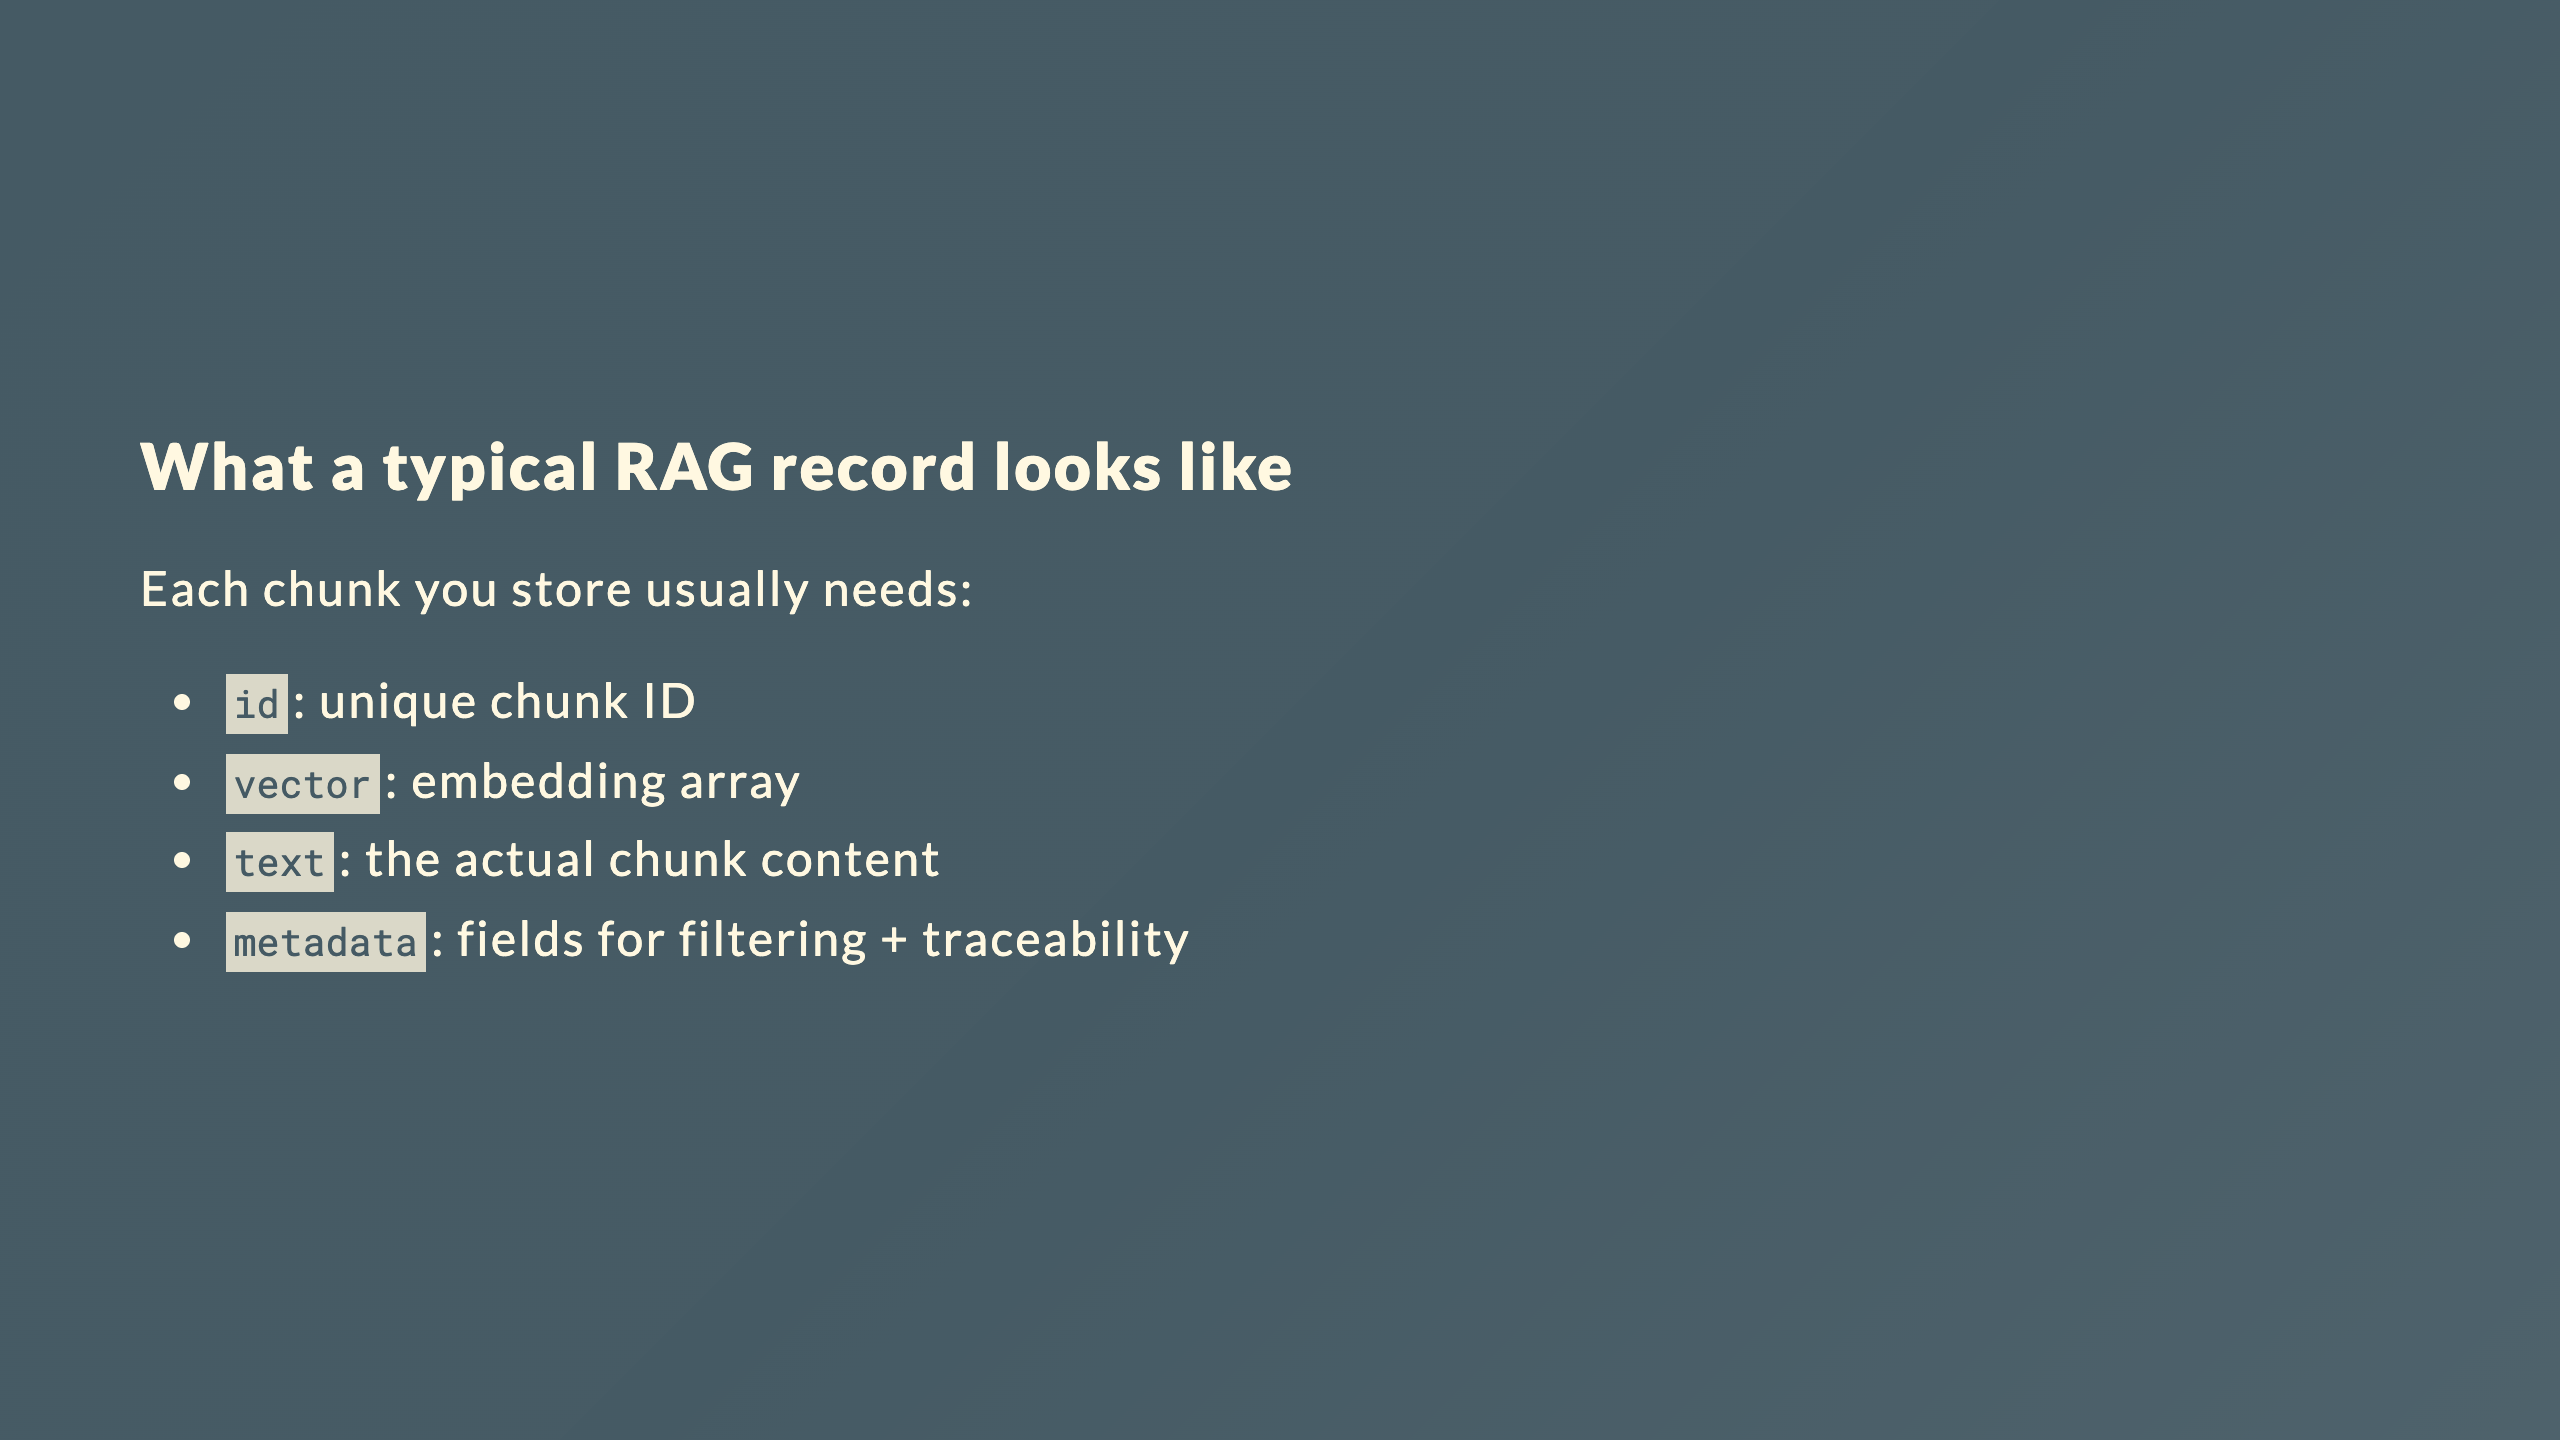 What a typical RAG record looks like
Each chunk you store usually needs:
• id: unique chunk ID
• vector: embedding array
• text: the actual chunk content
• metadata: fields for filtering + traceability